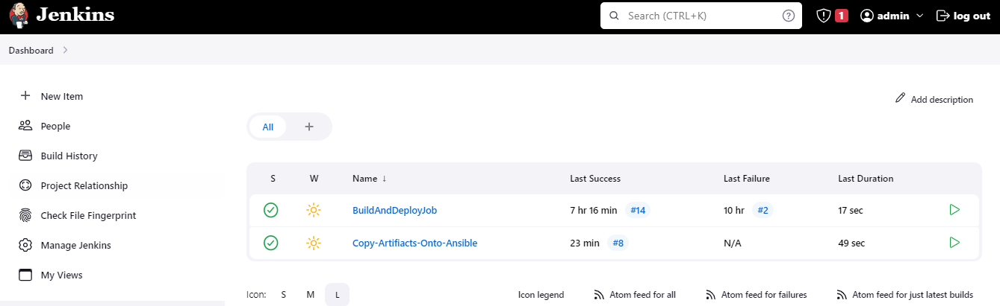 Jenkins
Search (CTRL+K)
1
admin
log out
Dashboard
New Item
People
Build History
Project Relationship
Check File Fingerprint
Manage Jenkins
My Views
Add description
All +
S W Name ↓ Last Success Last Failure Last Duration
BuildAndDeployJob 7 hr 16 min #14 10 hr #2 17 sec
Copy-Artifiacts-Onto-Ansible 23 min #8 N/A 49 sec
Icon: S M L
Icon legend
Atom feed for all
Atom feed for failures
Atom feed for just latest builds